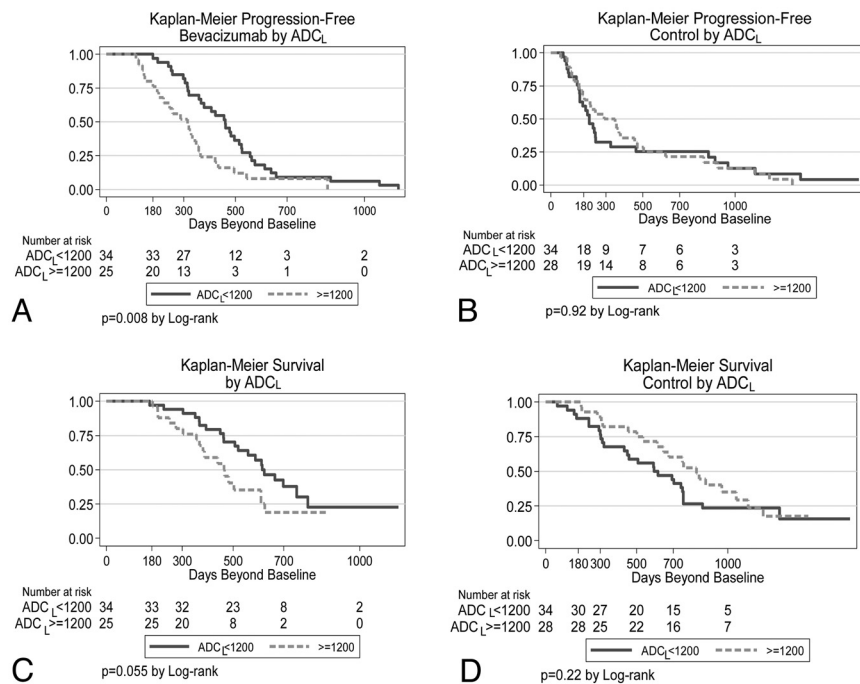 Kaplan-Meier Progression-Free
Bevacizumab by ADCL
1.00
0.75
0.50
0.25
0.00
0 180 300 500 700 1000
Days Beyond Baseline
Number at risk
ADCL<1200 34 33 27 12 3 2
ADCL>=1200 25 20 13 3 1 0
ADCL<1200 >=1200
A
p=0.008 by Log-rank
Kaplan-Meier Progression-Free
Control by ADCL
1.00
0.75
0.50
0.25
0.00
0 180 300 500 700 1000
Days Beyond Baseline
Number at risk
ADCL<1200 34 18 9 7 6 3
ADCL>=1200 28 19 14 8 6 3
ADCL<1200 >=1200
B
p=0.92 by Log-rank
Kaplan-Meier Survival
by ADCL
1.00
0.75
0.50
0.25
0.00
0 180 300 500 700 1000
Days Beyond Baseline
Number at risk
ADCL<1200 34 33 32 23 8 2
ADCL>=1200 25 25 20 8 2 0
ADCL<1200 >=1200
C
p=0.055 by Log-rank
Kaplan-Meier Survival
Control by ADCL
1.00
0.75
0.50
0.25
0.00
0 180 300 500 700 1000
Days Beyond Baseline
Number at risk
ADCL<1200 34 30 27 20 15 5
ADCL>=1200 28 28 25 22 16 7
ADCL<1200 >=1200
D
p=0.22 by Log-rank